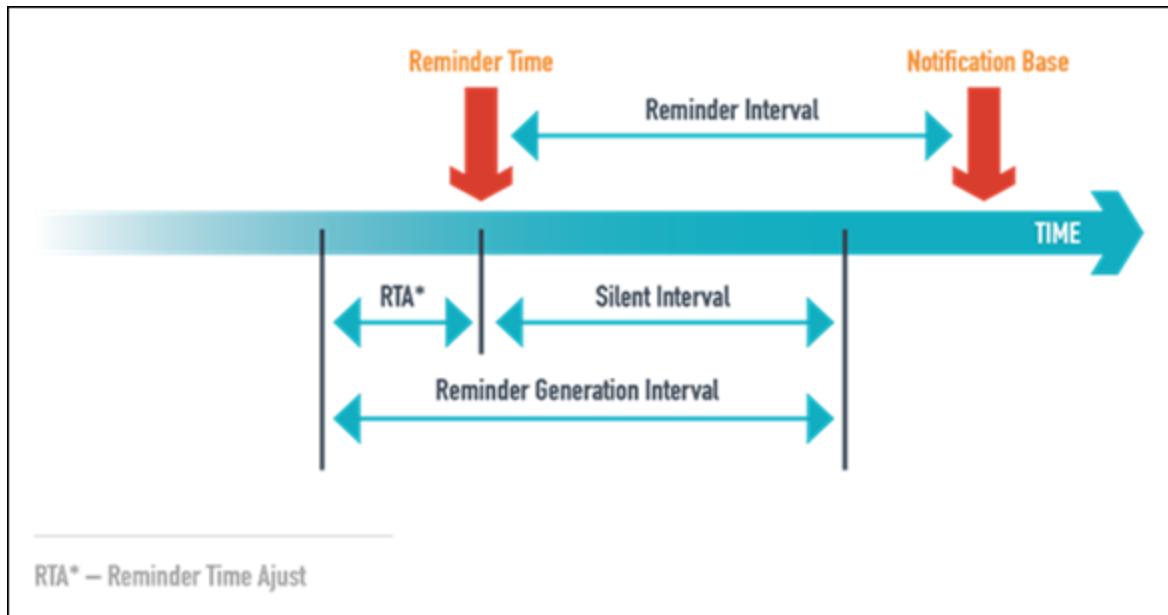 Reminder Time
Notification Base
Reminder Interval
TIME
RTA*
Silent Interval
Reminder Generation Interval
RTA* – Reminder Time Ajust